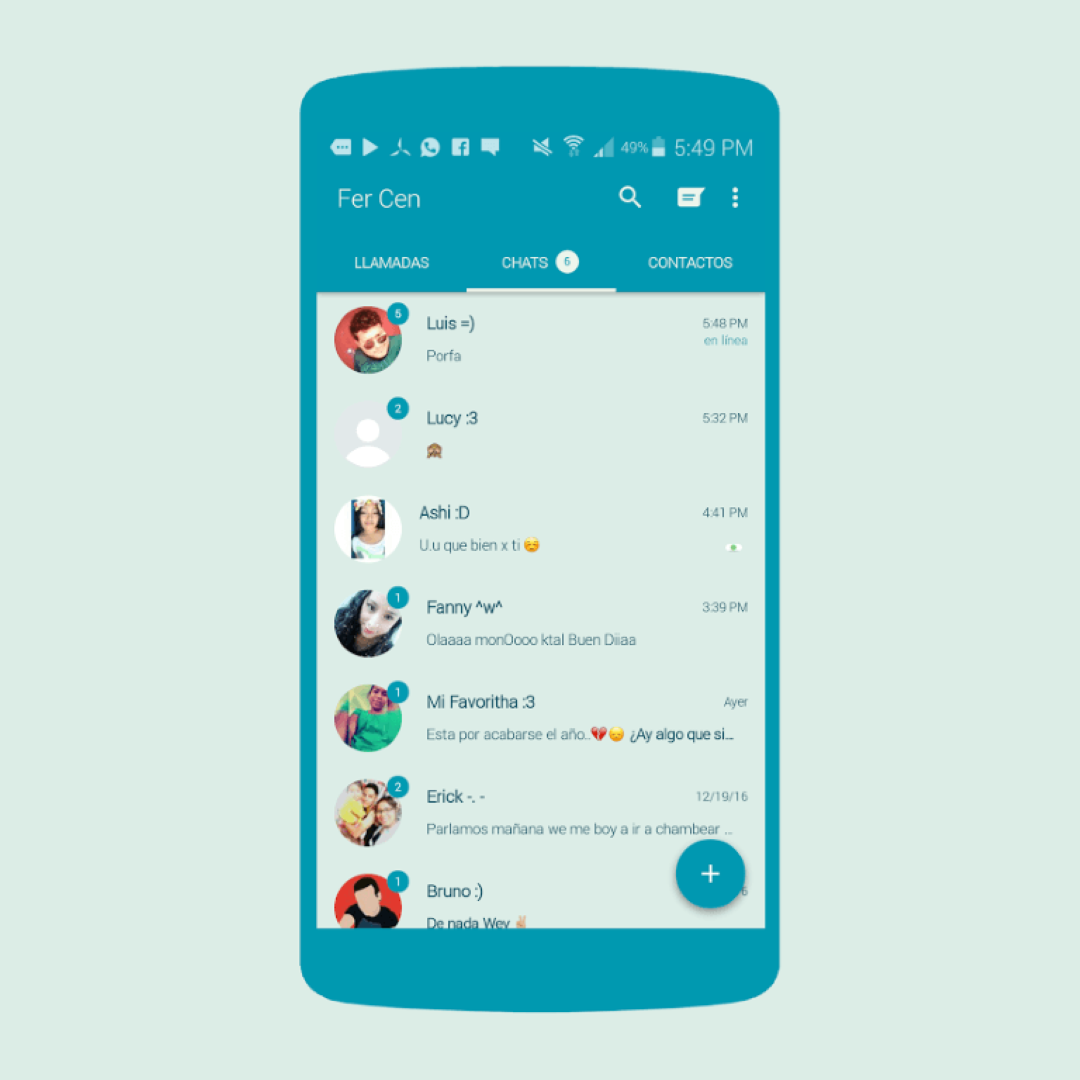 49% 5:49 PM
Fer Cen
LLAMADAS CHATS 6 CONTACTOS
5 Luis =) 5:48 PM
Porfa en línea
2 Lucy :3 5:32 PM
Ashi :D 4:41 PM
U.u que bien x ti 😌
1 Fanny ^w^ 3:39 PM
Olaaaa monOooo ktal Buen Diiaa
1 Mi Favoritha :3 Ayer
Esta por acabarse el año..💔😞 ¿Ay algo que si...
2 Erick -. - 12/19/16
Parlamos mañana we me boy a ir a chambear ...
+
1 Bruno :) 6
De nada Wey ✌🏼